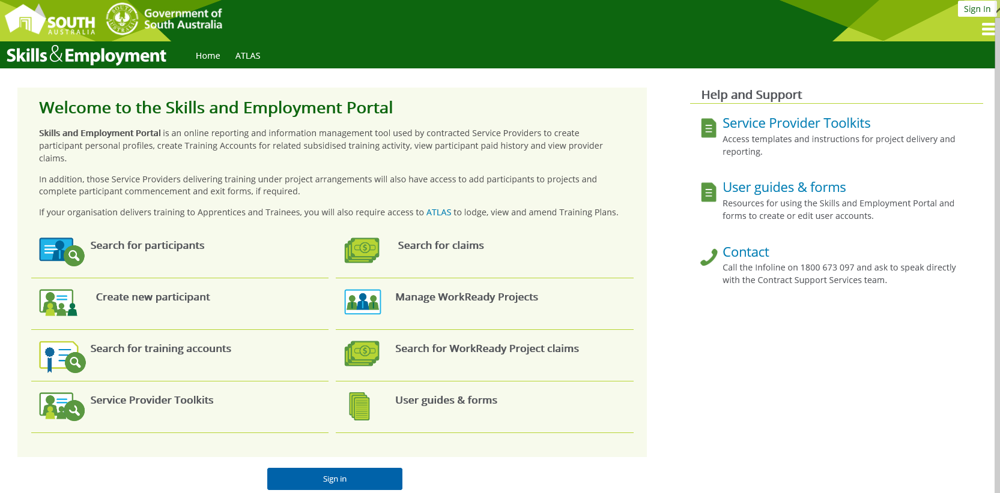 SOUTH
AUSTRALIA
Government of
South Australia
Sign In
Skills & Employment
Home
ATLAS
Welcome to the Skills and Employment Portal
Skills and Employment Portal is an online reporting and information management tool used by contracted Service Providers to create
participant personal profiles, create Training Accounts for related subsidised training activity, view participant paid history and view provider
claims.
In addition, those Service Providers delivering training under project arrangements will also have access to add participants to projects and
complete participant commencement and exit forms, if required.
If your organisation delivers training to Apprentices and Trainees, you will also require access to ATLAS to lodge, view and amend Training Plans.
Search for participants
Search for claims
Create new participant
Manage WorkReady Projects
Search for training accounts
Search for WorkReady Project claims
Service Provider Toolkits
User guides & forms
Sign in
Help and Support
Service Provider Toolkits
Access templates and instructions for project delivery and
reporting.
User guides & forms
Resources for using the Skills and Employment Portal and
forms to create or edit user accounts.
Contact
Call the Infoline on 1800 673 097 and ask to speak directly
with the Contract Support Services team.